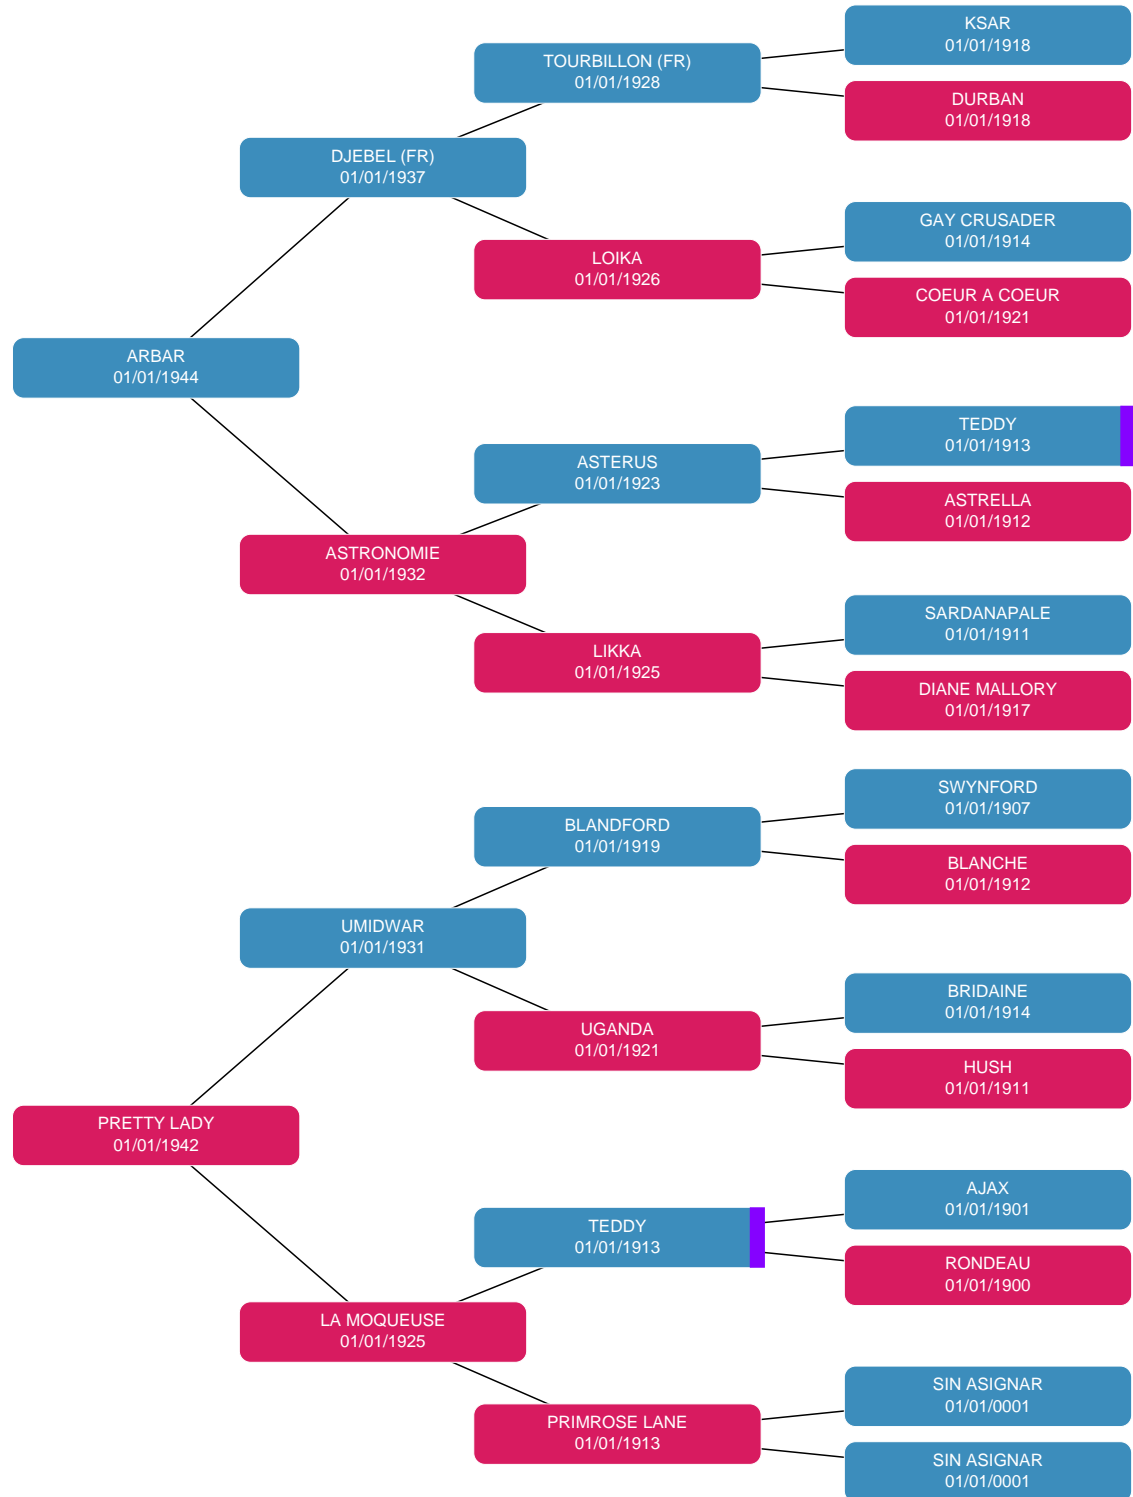 KSAR
01/01/1918
TOURBILLON (FR)
01/01/1928
DURBAN
01/01/1918
DJEBEL (FR)
01/01/1937
GAY CRUSADER
01/01/1914
LOIKA
01/01/1926
COEUR A COEUR
01/01/1921
ARBAR
01/01/1944
TEDDY
01/01/1913
ASTERUS
01/01/1923
ASTRELLA
01/01/1912
ASTRONOMIE
01/01/1932
SARDANAPALE
01/01/1911
LIKKA
01/01/1925
DIANE MALLORY
01/01/1917
SWYNFORD
01/01/1907
BLANDFORD
01/01/1919
BLANCHE
01/01/1912
UMIDWAR
01/01/1931
BRIDAINE
01/01/1914
UGANDA
01/01/1921
HUSH
01/01/1911
PRETTY LADY
01/01/1942
AJAX
01/01/1901
TEDDY
01/01/1913
RONDEAU
01/01/1900
LA MOQUEUSE
01/01/1925
SIN ASIGNAR
01/01/0001
PRIMROSE LANE
01/01/1913
SIN ASIGNAR
01/01/0001